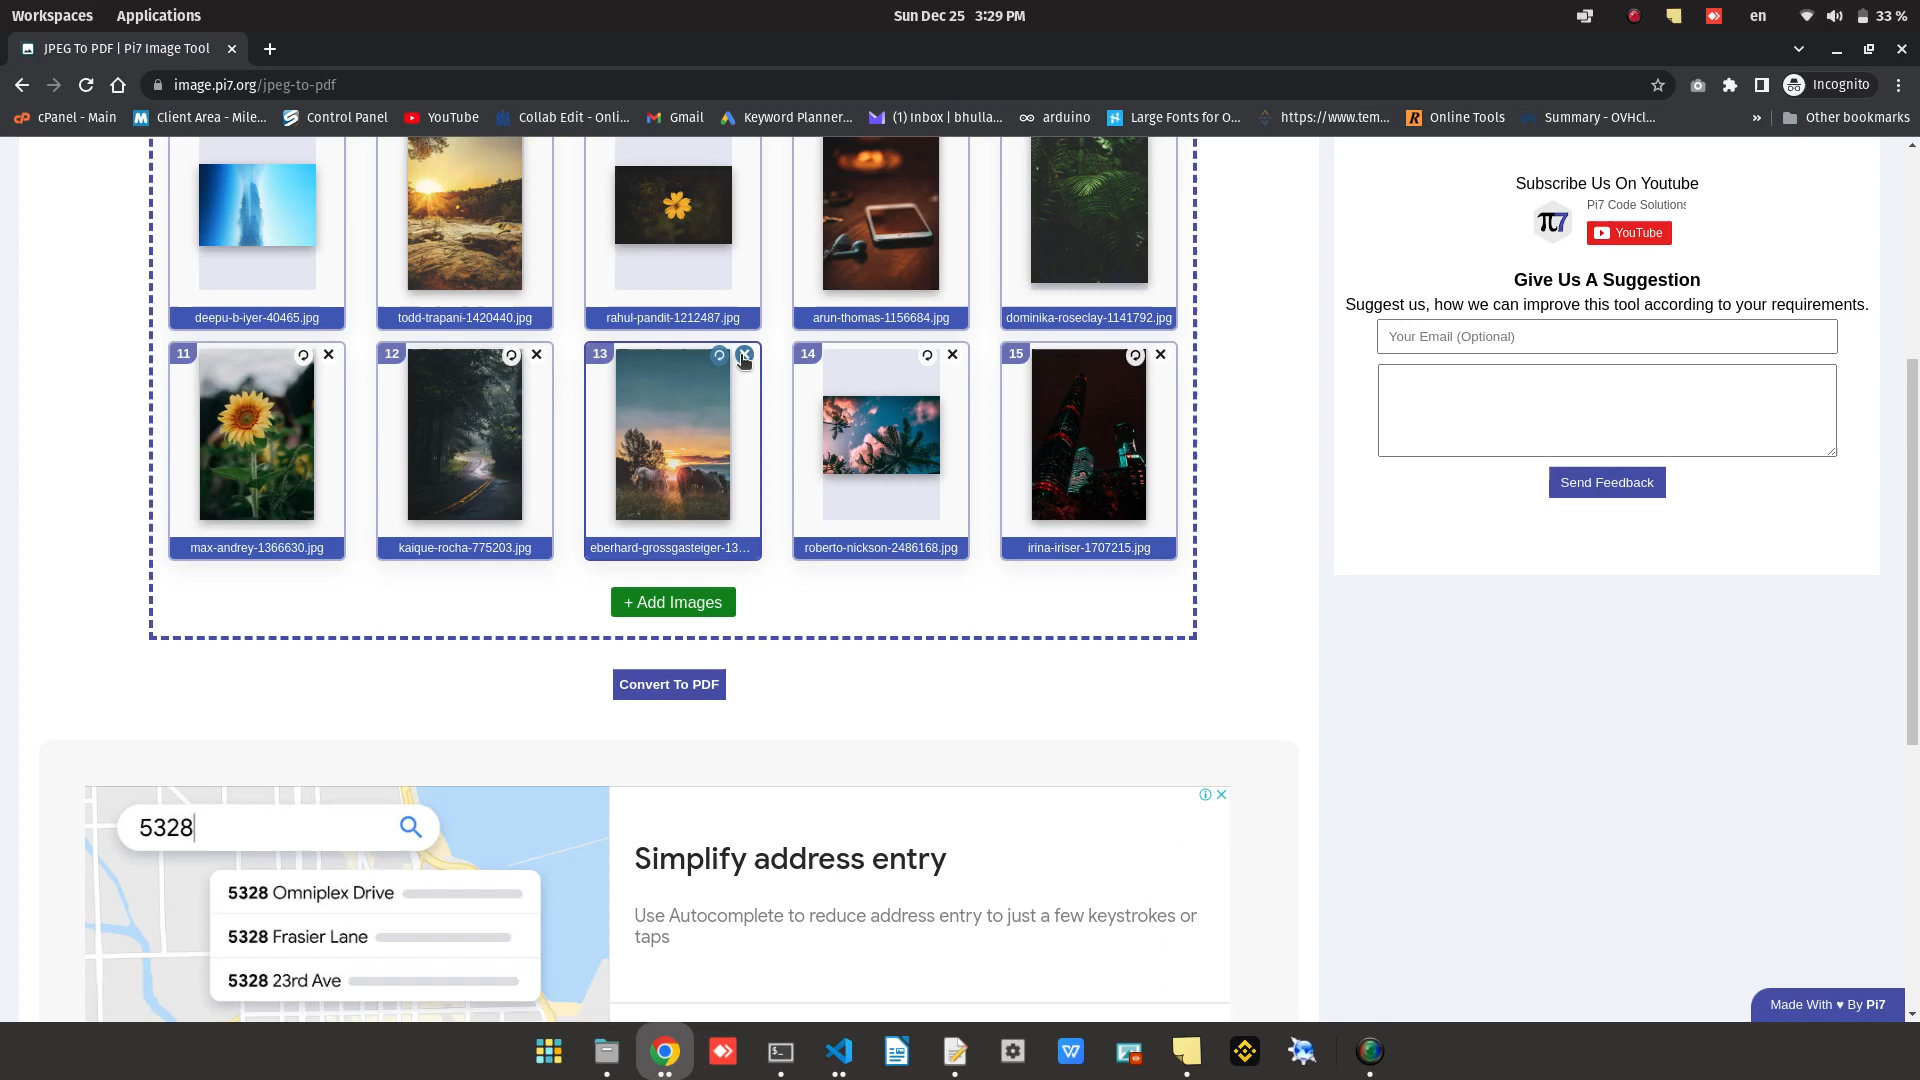 Workspaces Applications Sun Dec 25 3:29 PM en 33 %
JPEG To PDF | Pi7 Image Tool
image.pi7.org/jpeg-to-pdf Incognito
cPanel - Main Client Area - Mile... Control Panel YouTube Collab Edit - Onli... Gmail Keyword Planner... (1) Inbox | bhulla... arduino Large Fonts for O... https://www.tem... Online Tools Summary - OVHcl... » Other bookmarks
deepu-b-iyer-40465.jpg todd-trapani-1420440.jpg rahul-pandit-1212487.jpg arun-thomas-1156684.jpg dominika-roseclay-1141792.jpg
11 12 13 14 15
max-andrey-1366630.jpg kaique-rocha-775203.jpg eberhard-grossgasteiger-13... roberto-nickson-2486168.jpg irina-iriser-1707215.jpg
+ Add Images
Convert To PDF
Subscribe Us On Youtube
π7 Pi7 Code Solutions
YouTube
Give Us A Suggestion
Suggest us, how we can improve this tool according to your requirements.
Your Email (Optional)
Send Feedback
5328
5328 Omniplex Drive
5328 Frasier Lane
5328 23rd Ave
Simplify address entry
Use Autocomplete to reduce address entry to just a few keystrokes or
taps
Made With ♥ By Pi7